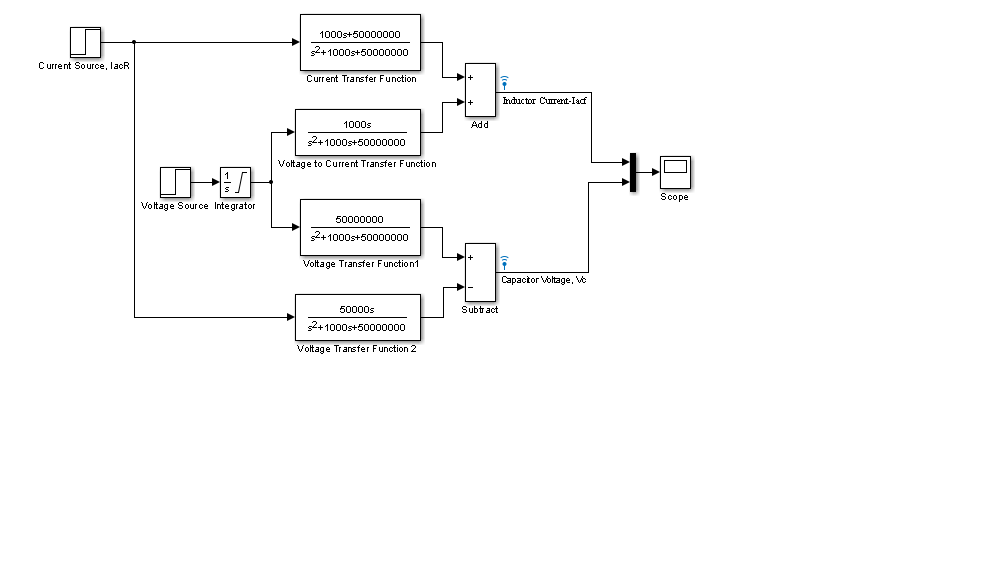 1000s+50000000
s²+1000s+50000000
Current Source, IacR
Current Transfer Function
+
+
Inductor Current-Iacf
Add
1000s
s²+1000s+50000000
Voltage to Current Transfer Function
1
s
Voltage Source
Integrator
Scope
50000000
s²+1000s+50000000
Voltage Transfer Function1
+
−
Capacitor Voltage, Vc
Subtract
50000s
s²+1000s+50000000
Voltage Transfer Function 2